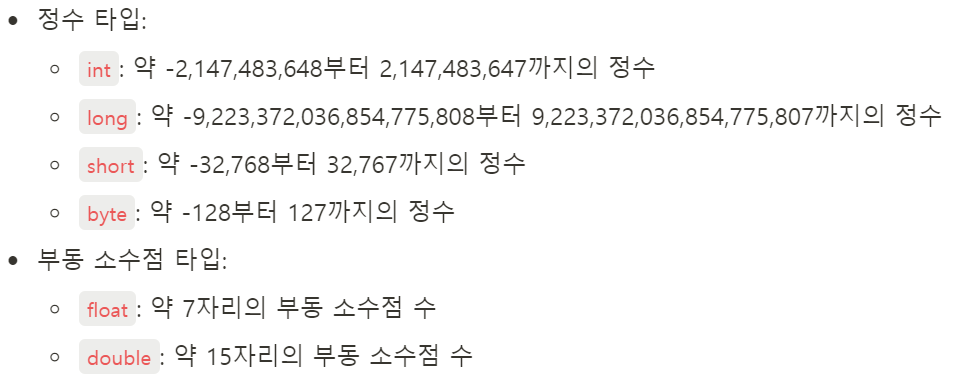 정수 타입:
int: 약 -2,147,483,648부터 2,147,483,647까지의 정수
long: 약 -9,223,372,036,854,775,808부터 9,223,372,036,854,775,807까지의 정수
short: 약 -32,768부터 32,767까지의 정수
byte: 약 -128부터 127까지의 정수
부동 소수점 타입:
float: 약 7자리의 부동 소수점 수
double: 약 15자리의 부동 소수점 수